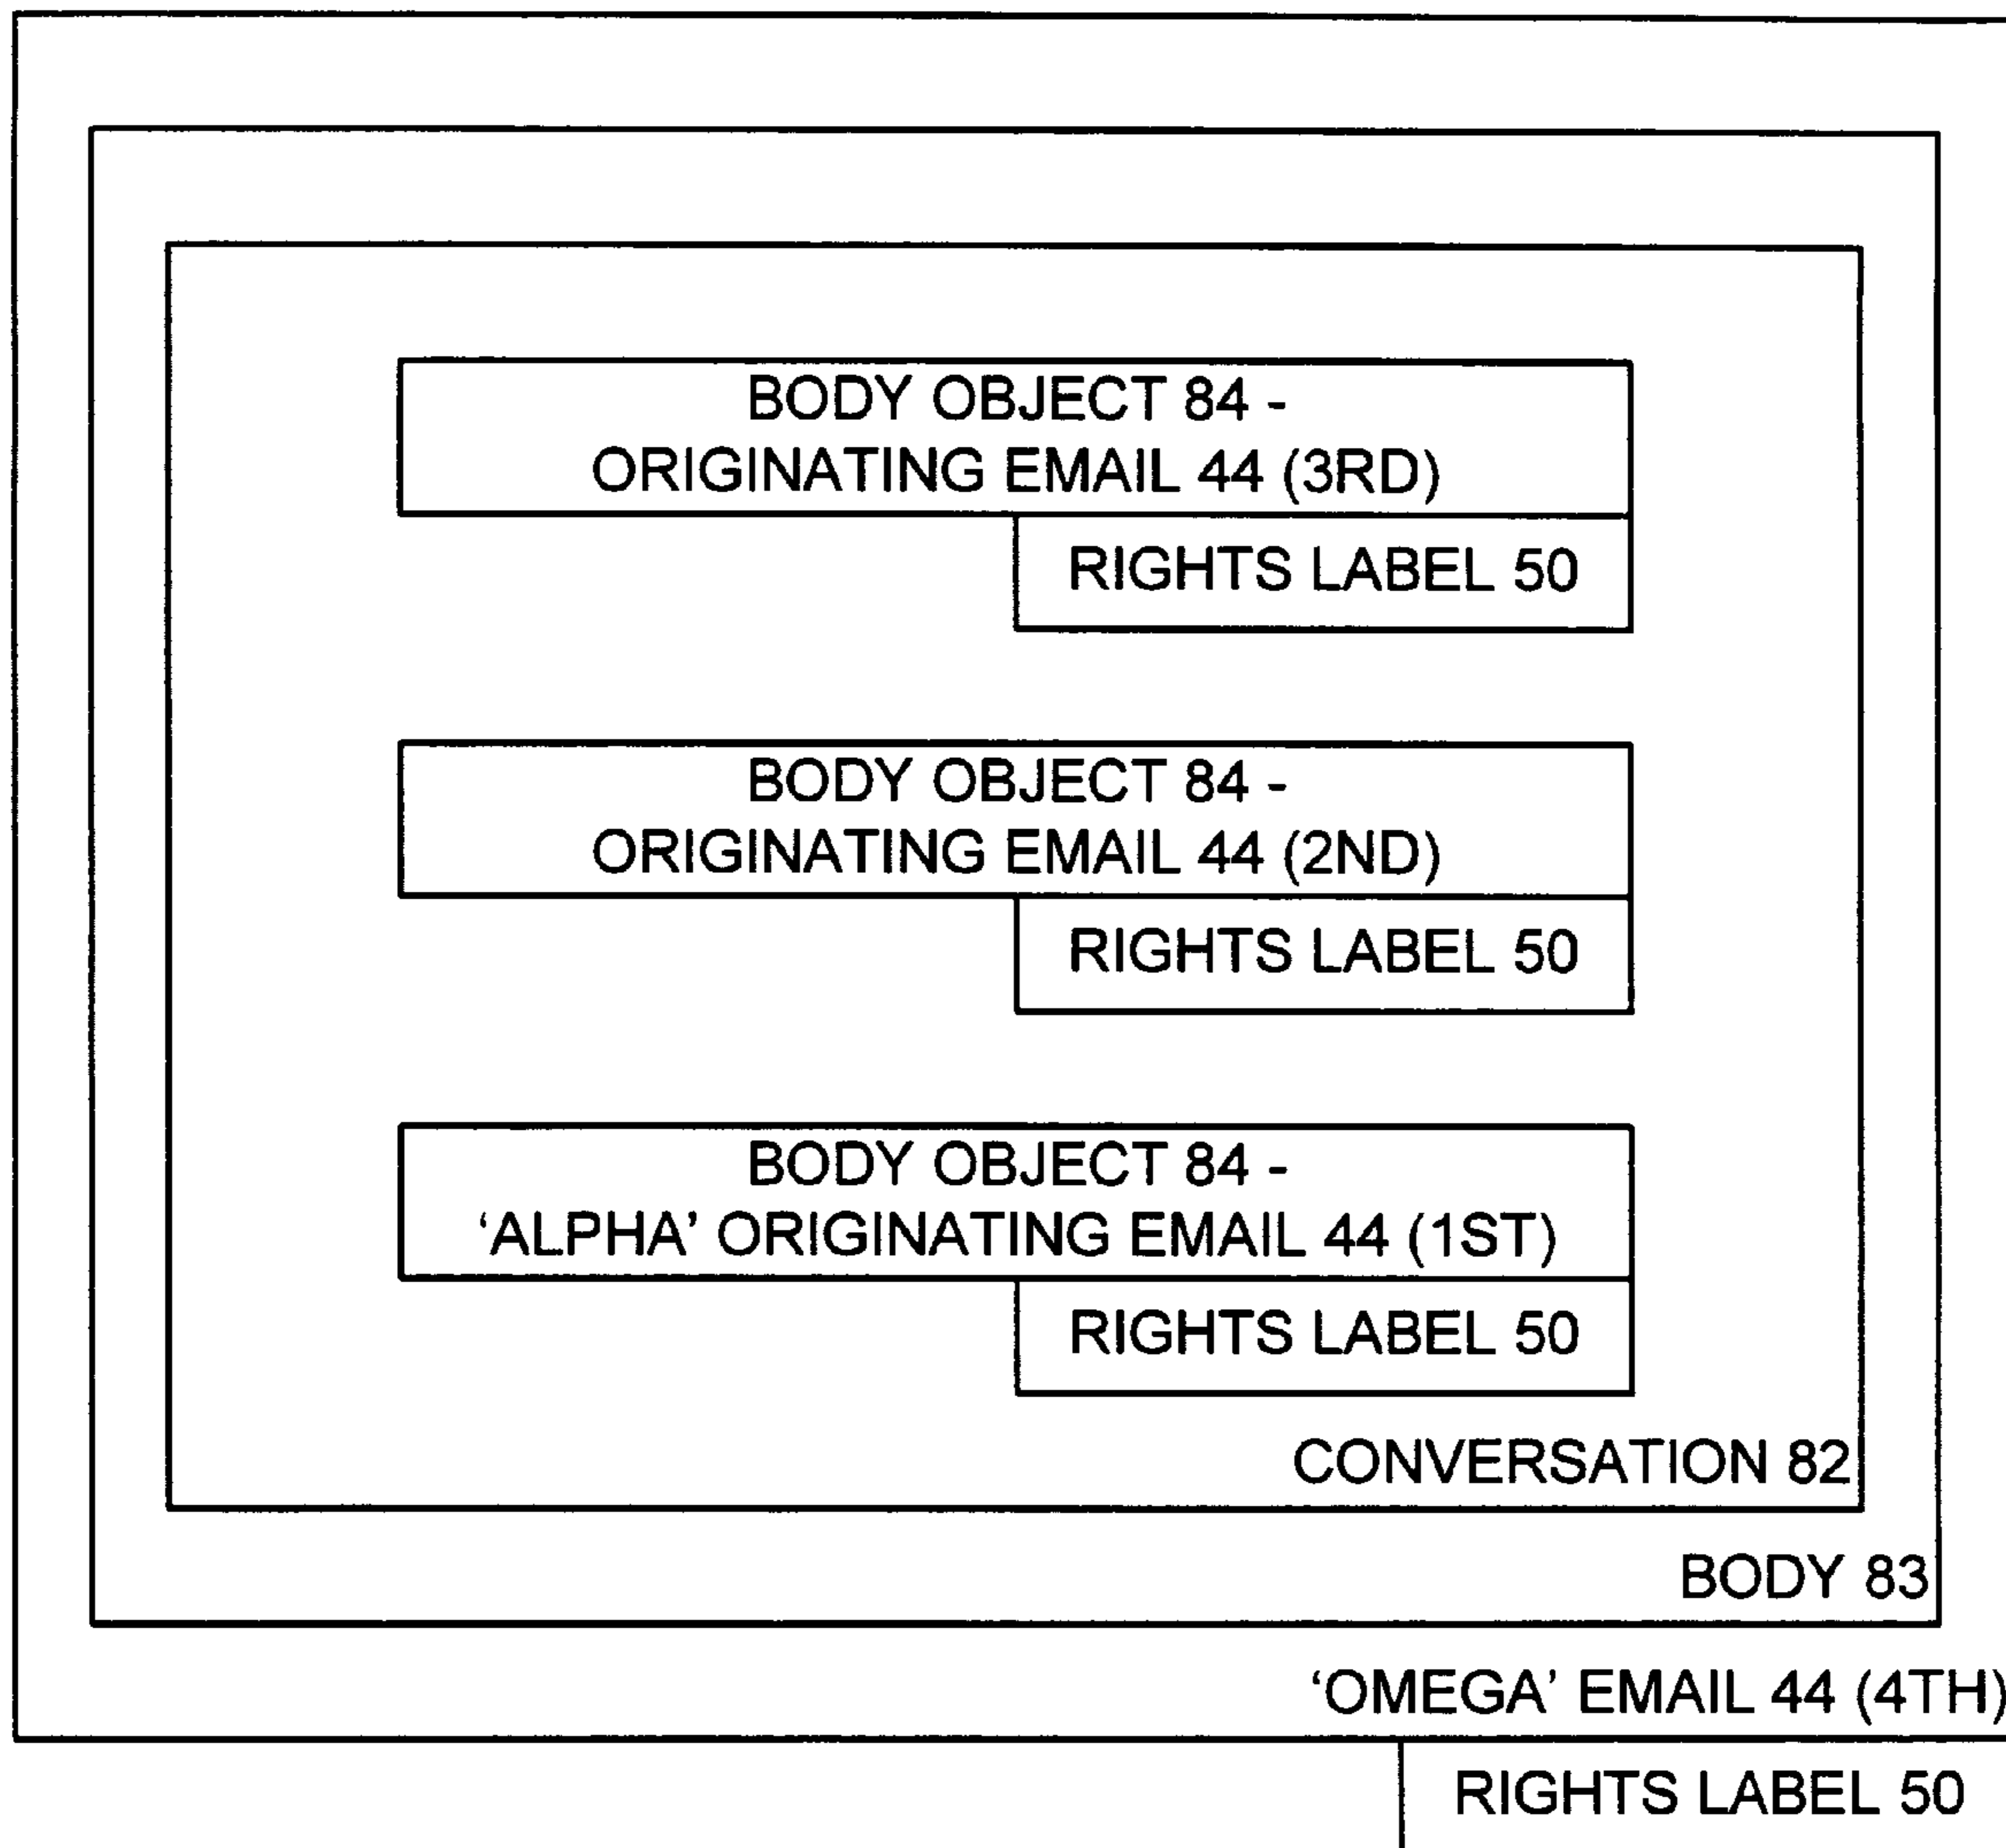 BODY OBJECT 84 -
ORIGINATING EMAIL 44 (3RD)
RIGHTS LABEL 50
BODY OBJECT 84 -
ORIGINATING EMAIL 44 (2ND)
RIGHTS LABEL 50
BODY OBJECT 84 -
‘ALPHA’ ORIGINATING EMAIL 44 (1ST)
RIGHTS LABEL 50
CONVERSATION 82
BODY 83
‘OMEGA’ EMAIL 44 (4TH)
RIGHTS LABEL 50